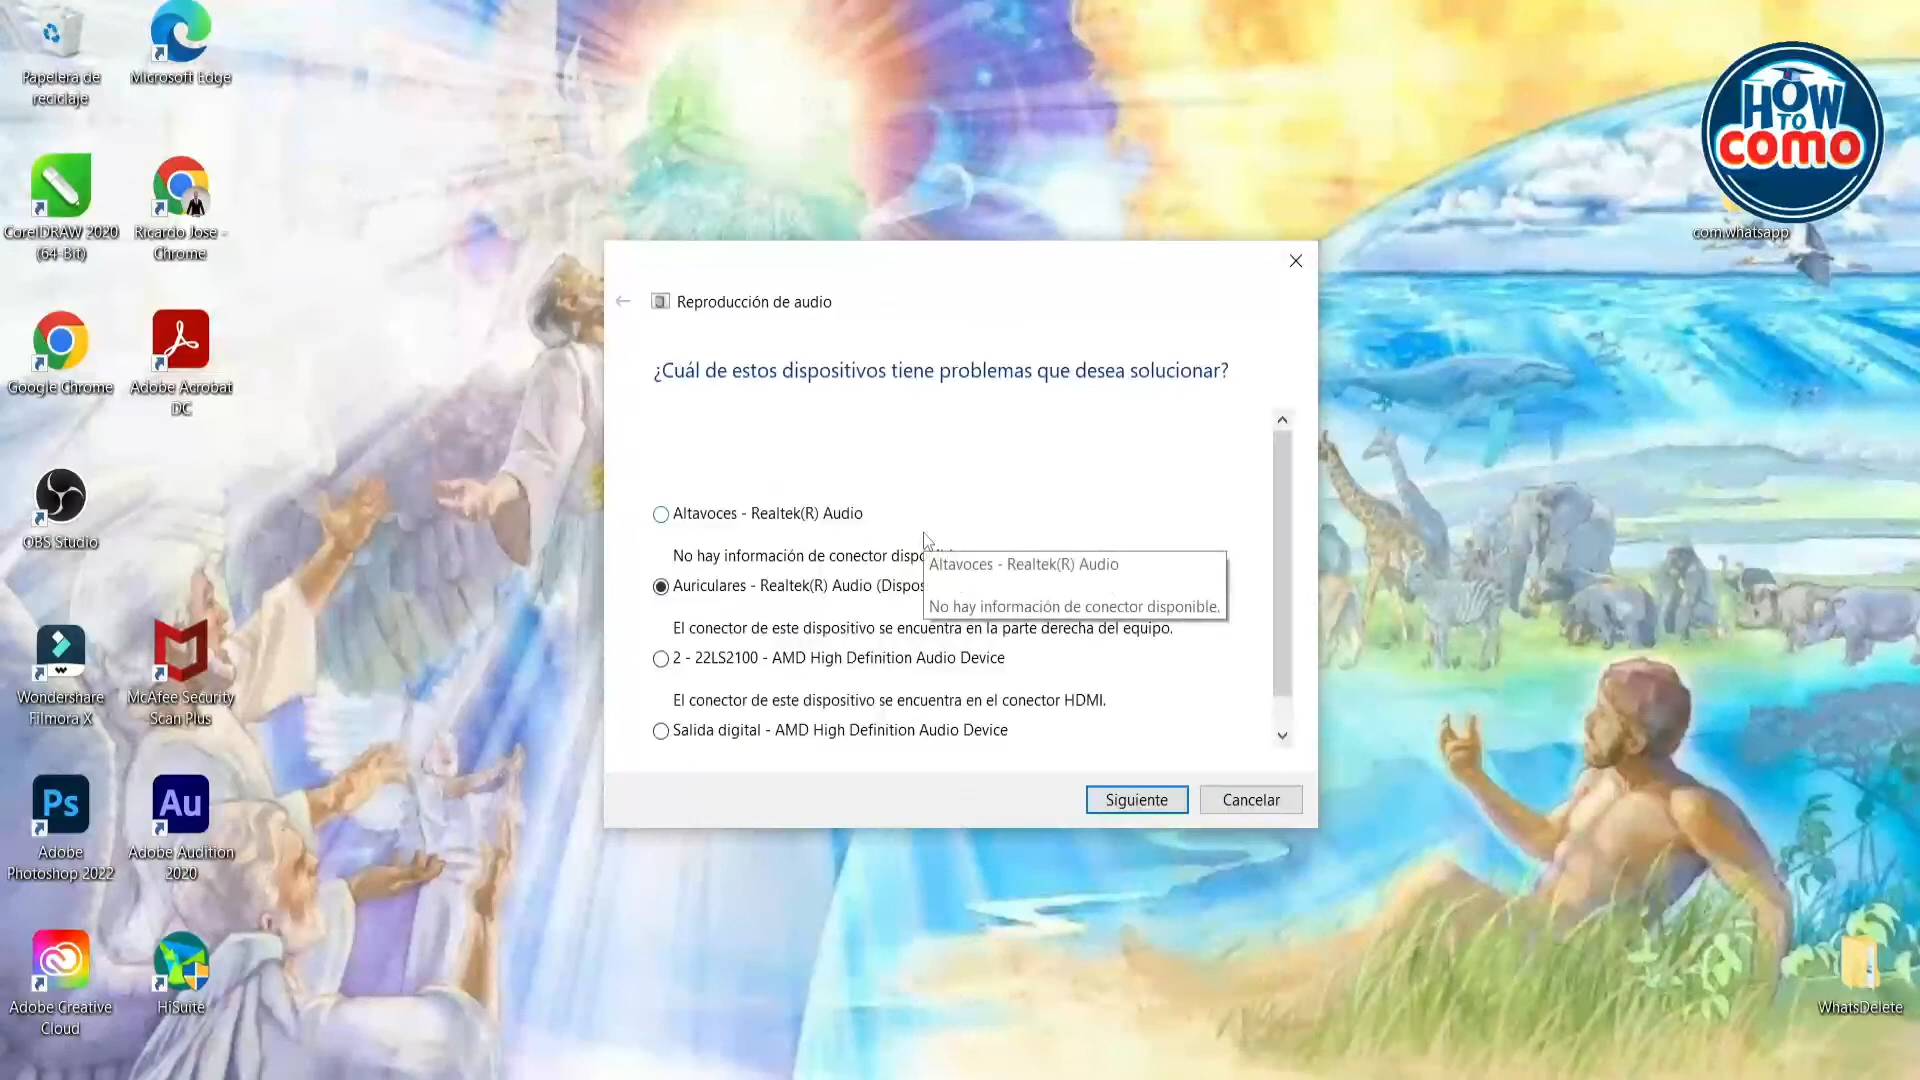 Papelera de
reciclaje
Microsoft Edge
CorelDRAW 2020
(64-Bit)
Ricardo Jose -
Chrome
Google Chrome
Adobe Acrobat
DC
OBS Studio
Wondershare
Filmora X
McAfee Security
Scan Plus
Ps
Adobe
Photoshop 2022
Au
Adobe Audition
2020
Adobe Creative
Cloud
HiSuite
HOW
TO
COMO
com.whatsapp
WhatsDelete
Reproducción de audio
¿Cuál de estos dispositivos tiene problemas que desea solucionar?
Altavoces - Realtek(R) Audio
No hay información de conector
Auriculares - Realtek(R) Audio
El conector de este dispositivo se encuentra en la parte derecha del equipo.
2 - 22LS2100 - AMD High Definition Audio Device
El conector de este dispositivo se encuentra en el conector HDMI.
Salida digital - AMD High Definition Audio Device
Altavoces - Realtek(R) Audio
No hay información de conector disponible.
Siguiente
Cancelar